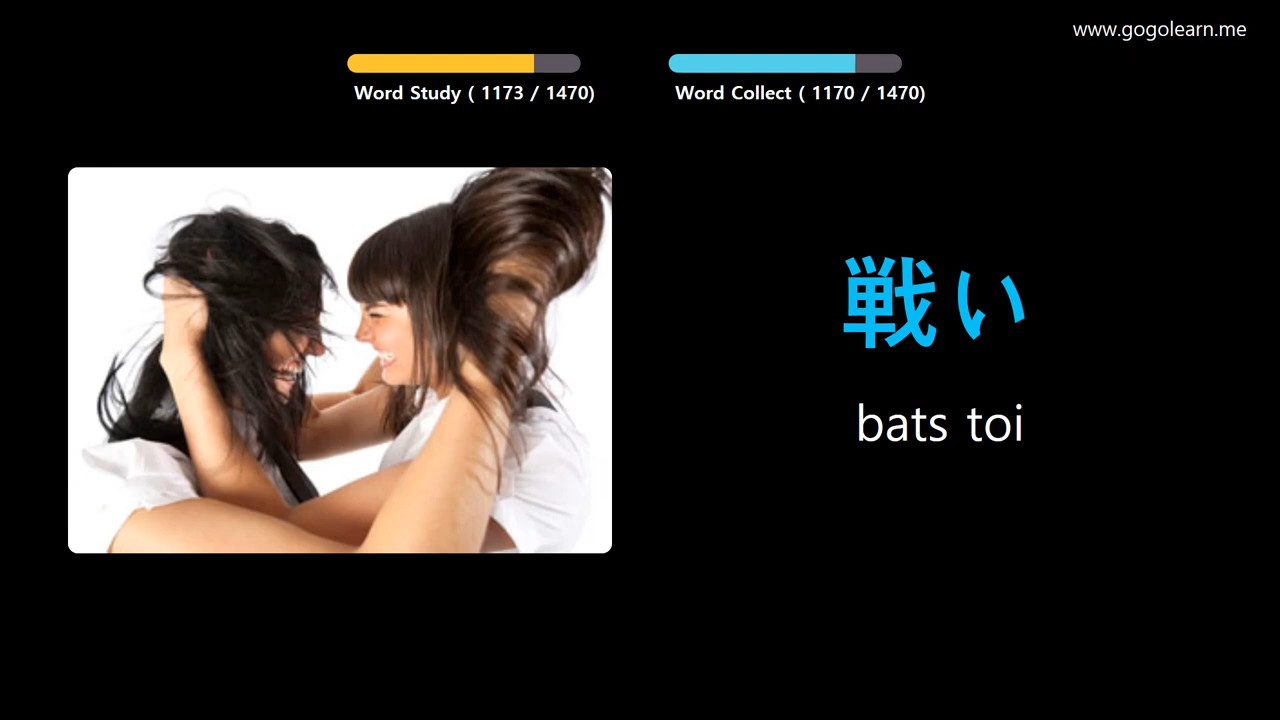 www.gogolearn.me
Word Study ( 1173 / 1470)
Word Collect ( 1170 / 1470)
戦い
bats toi